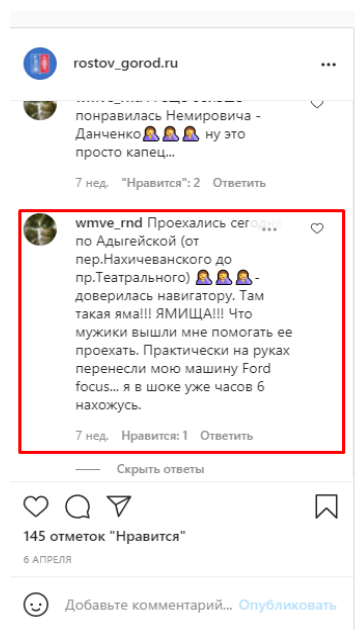 rostov_gorod.ru
понравилась Немировича -
Данченко🤦‍♀️🤦‍♀️🤦‍♀️ ну это
просто капец...
7 нед. "Нравится": 2 Ответить
wmve_rnd Проехались сегодня
по Адыгейской (от
пер.Нахичеванского до
пр.Театрального) 🤦‍♀️🤦‍♀️🤦‍♀️-
доверилась навигатору. Там
такая яма!!! ЯМИЩА!!! Что
мужики вышли мне помогать ее
проехать. Практически на руках
перенесли мою машину Ford
focus... я в шоке уже часов 6
нахожусь.
7 нед. Нравится: 1 Ответить
Скрыть ответы
145 отметок "Нравится"
6 АПРЕЛЯ
Добавьте комментарий... Опубликовать